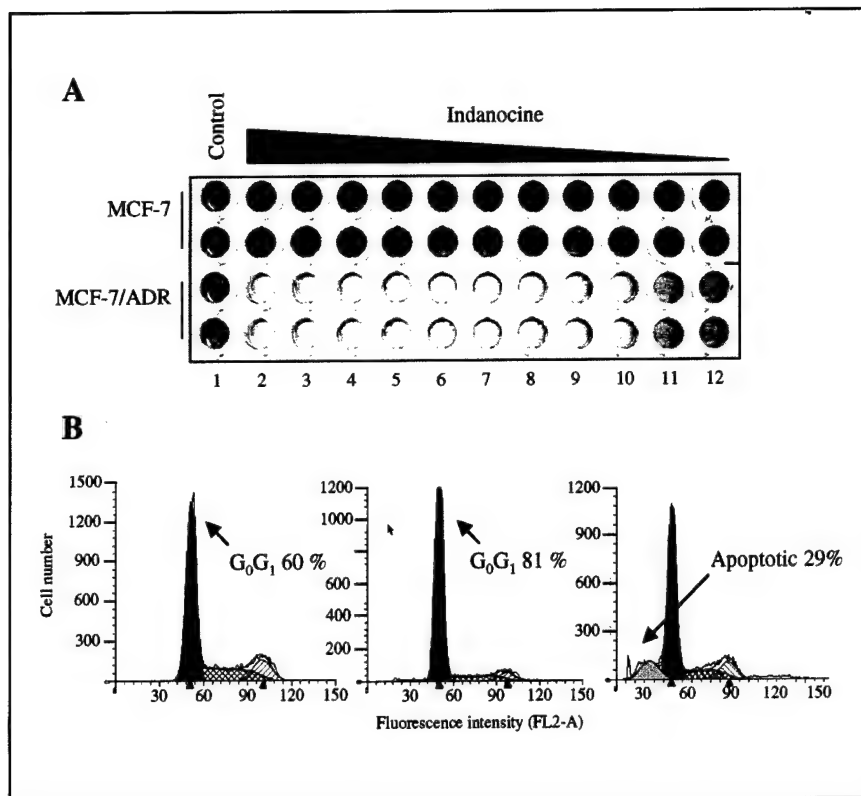 A
Control
Indanocine
MCF-7
MCF-7/ADR
1 2 3 4 5 6 7 8 9 10 11 12
B
Cell number
1500
1200
900
600
300
30 60 90 120 150
G₀G₁ 60 %
1200
1000
600
400
200
30 60 90 120 150
G₀G₁ 81 %
1200
900
600
300
30 60 90 120 150
Apoptotic 29%
Fluorescence intensity (FL2-A)